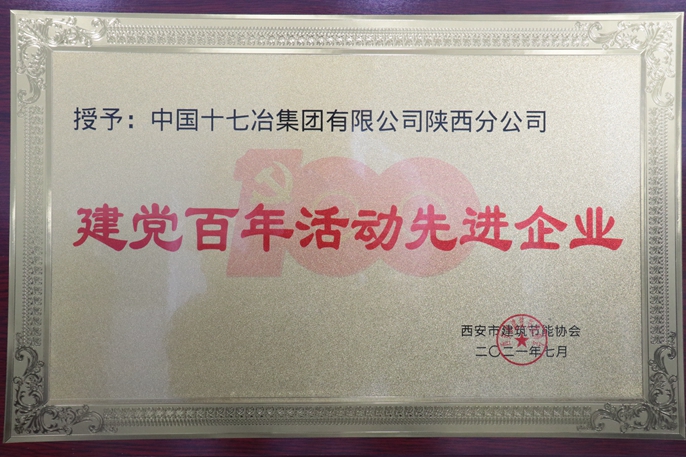 授予：中国十七冶集团有限公司陕西分公司
100
建党百年活动先进企业
西安市建筑节能协会
二〇二一年七月